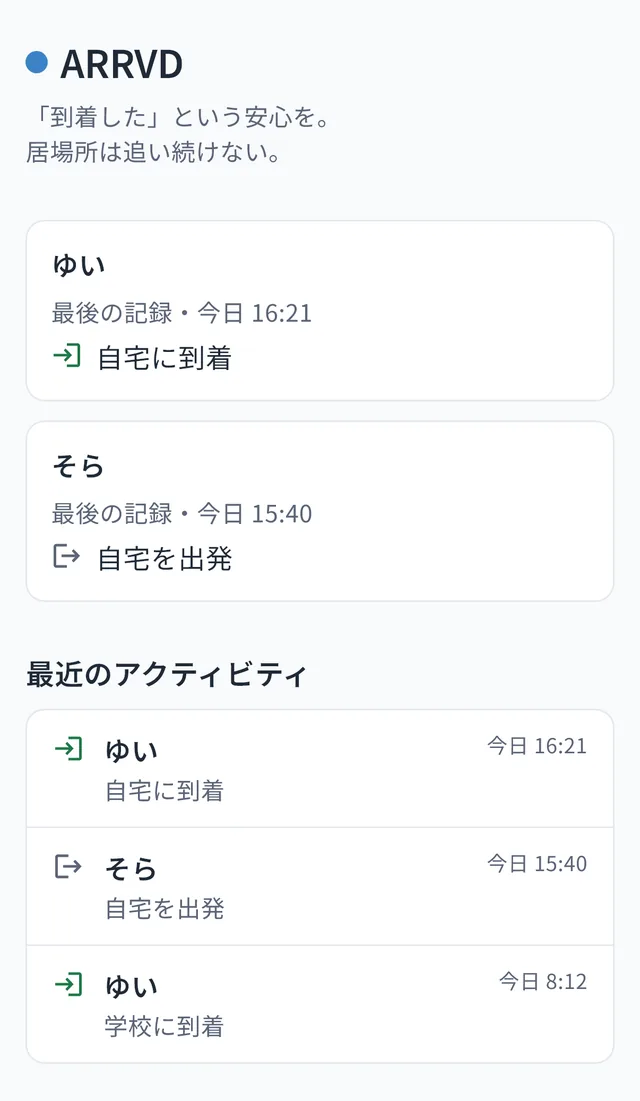 ARRVD
「到着した」という安心を。
居場所は追い続けない。
ゆい
最後の記録・今日 16:21
自宅に到着
そら
最後の記録・今日 15:40
自宅を出発
最近のアクティビティ
ゆい
今日 16:21
自宅に到着
そら
今日 15:40
自宅を出発
ゆい
今日 8:12
学校に到着